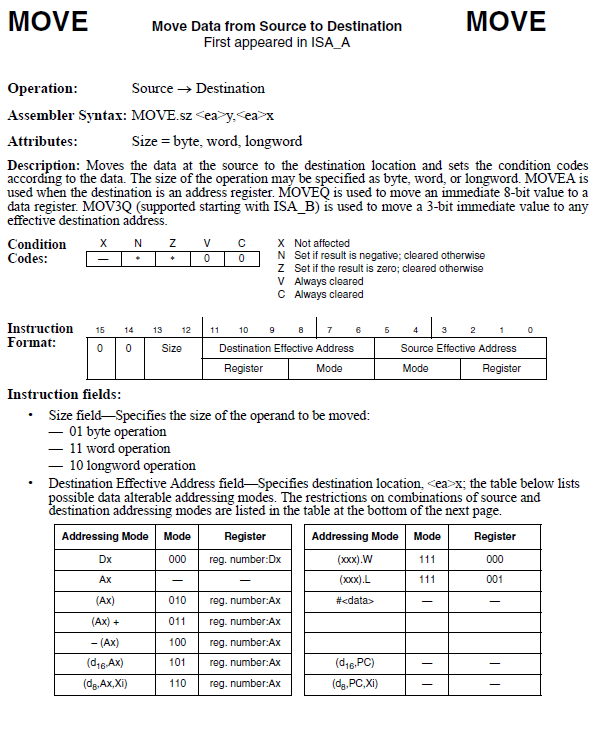 MOVE Move Data from Source to Destination MOVE
First appeared in ISA_A
Operation: Source → Destination
Assembler Syntax: MOVE.sz <ea>y,<ea>x
Attributes: Size = byte, word, longword
Description: Moves the data at the source to the destination location and sets the condition codes
according to the data. The size of the operation may be specified as byte, word, or longword. MOVEA is
used when the destination is an address register. MOVEQ is used to move an immediate 8-bit value to a
data register. MOV3Q (supported starting with ISA_B) is used to move a 3-bit immediate value to any
effective destination address.
Condition
Codes:
X N Z V C
— * * 0 0
X Not affected
N Set if result is negative; cleared otherwise
Z Set if the result is zero; cleared otherwise
V Always cleared
C Always cleared
Instruction
Format:
15 14 13 12 11 10 9 8 7 6 5 4 3 2 1 0
0 0 Size Destination Effective Address Source Effective Address
Register Mode Mode Register
Instruction fields:
• Size field—Specifies the size of the operand to be moved:
— 01 byte operation
— 11 word operation
— 10 longword operation
• Destination Effective Address field—Specifies destination location, <ea>x; the table below lists
possible data alterable addressing modes. The restrictions on combinations of source and
destination addressing modes are listed in the table at the bottom of the next page.
Addressing Mode Mode Register Addressing Mode Mode Register
Dx 000 reg. number:Dx (xxx).W 111 000
Ax — — (xxx).L 111 001
(Ax) 010 reg. number:Ax #<data> — —
(Ax) + 011 reg. number:Ax
– (Ax) 100 reg. number:Ax
(d16,Ax) 101 reg. number:Ax (d16,PC) — —
(d8,Ax,Xi) 110 reg. number:Ax (d8,PC,Xi) — —